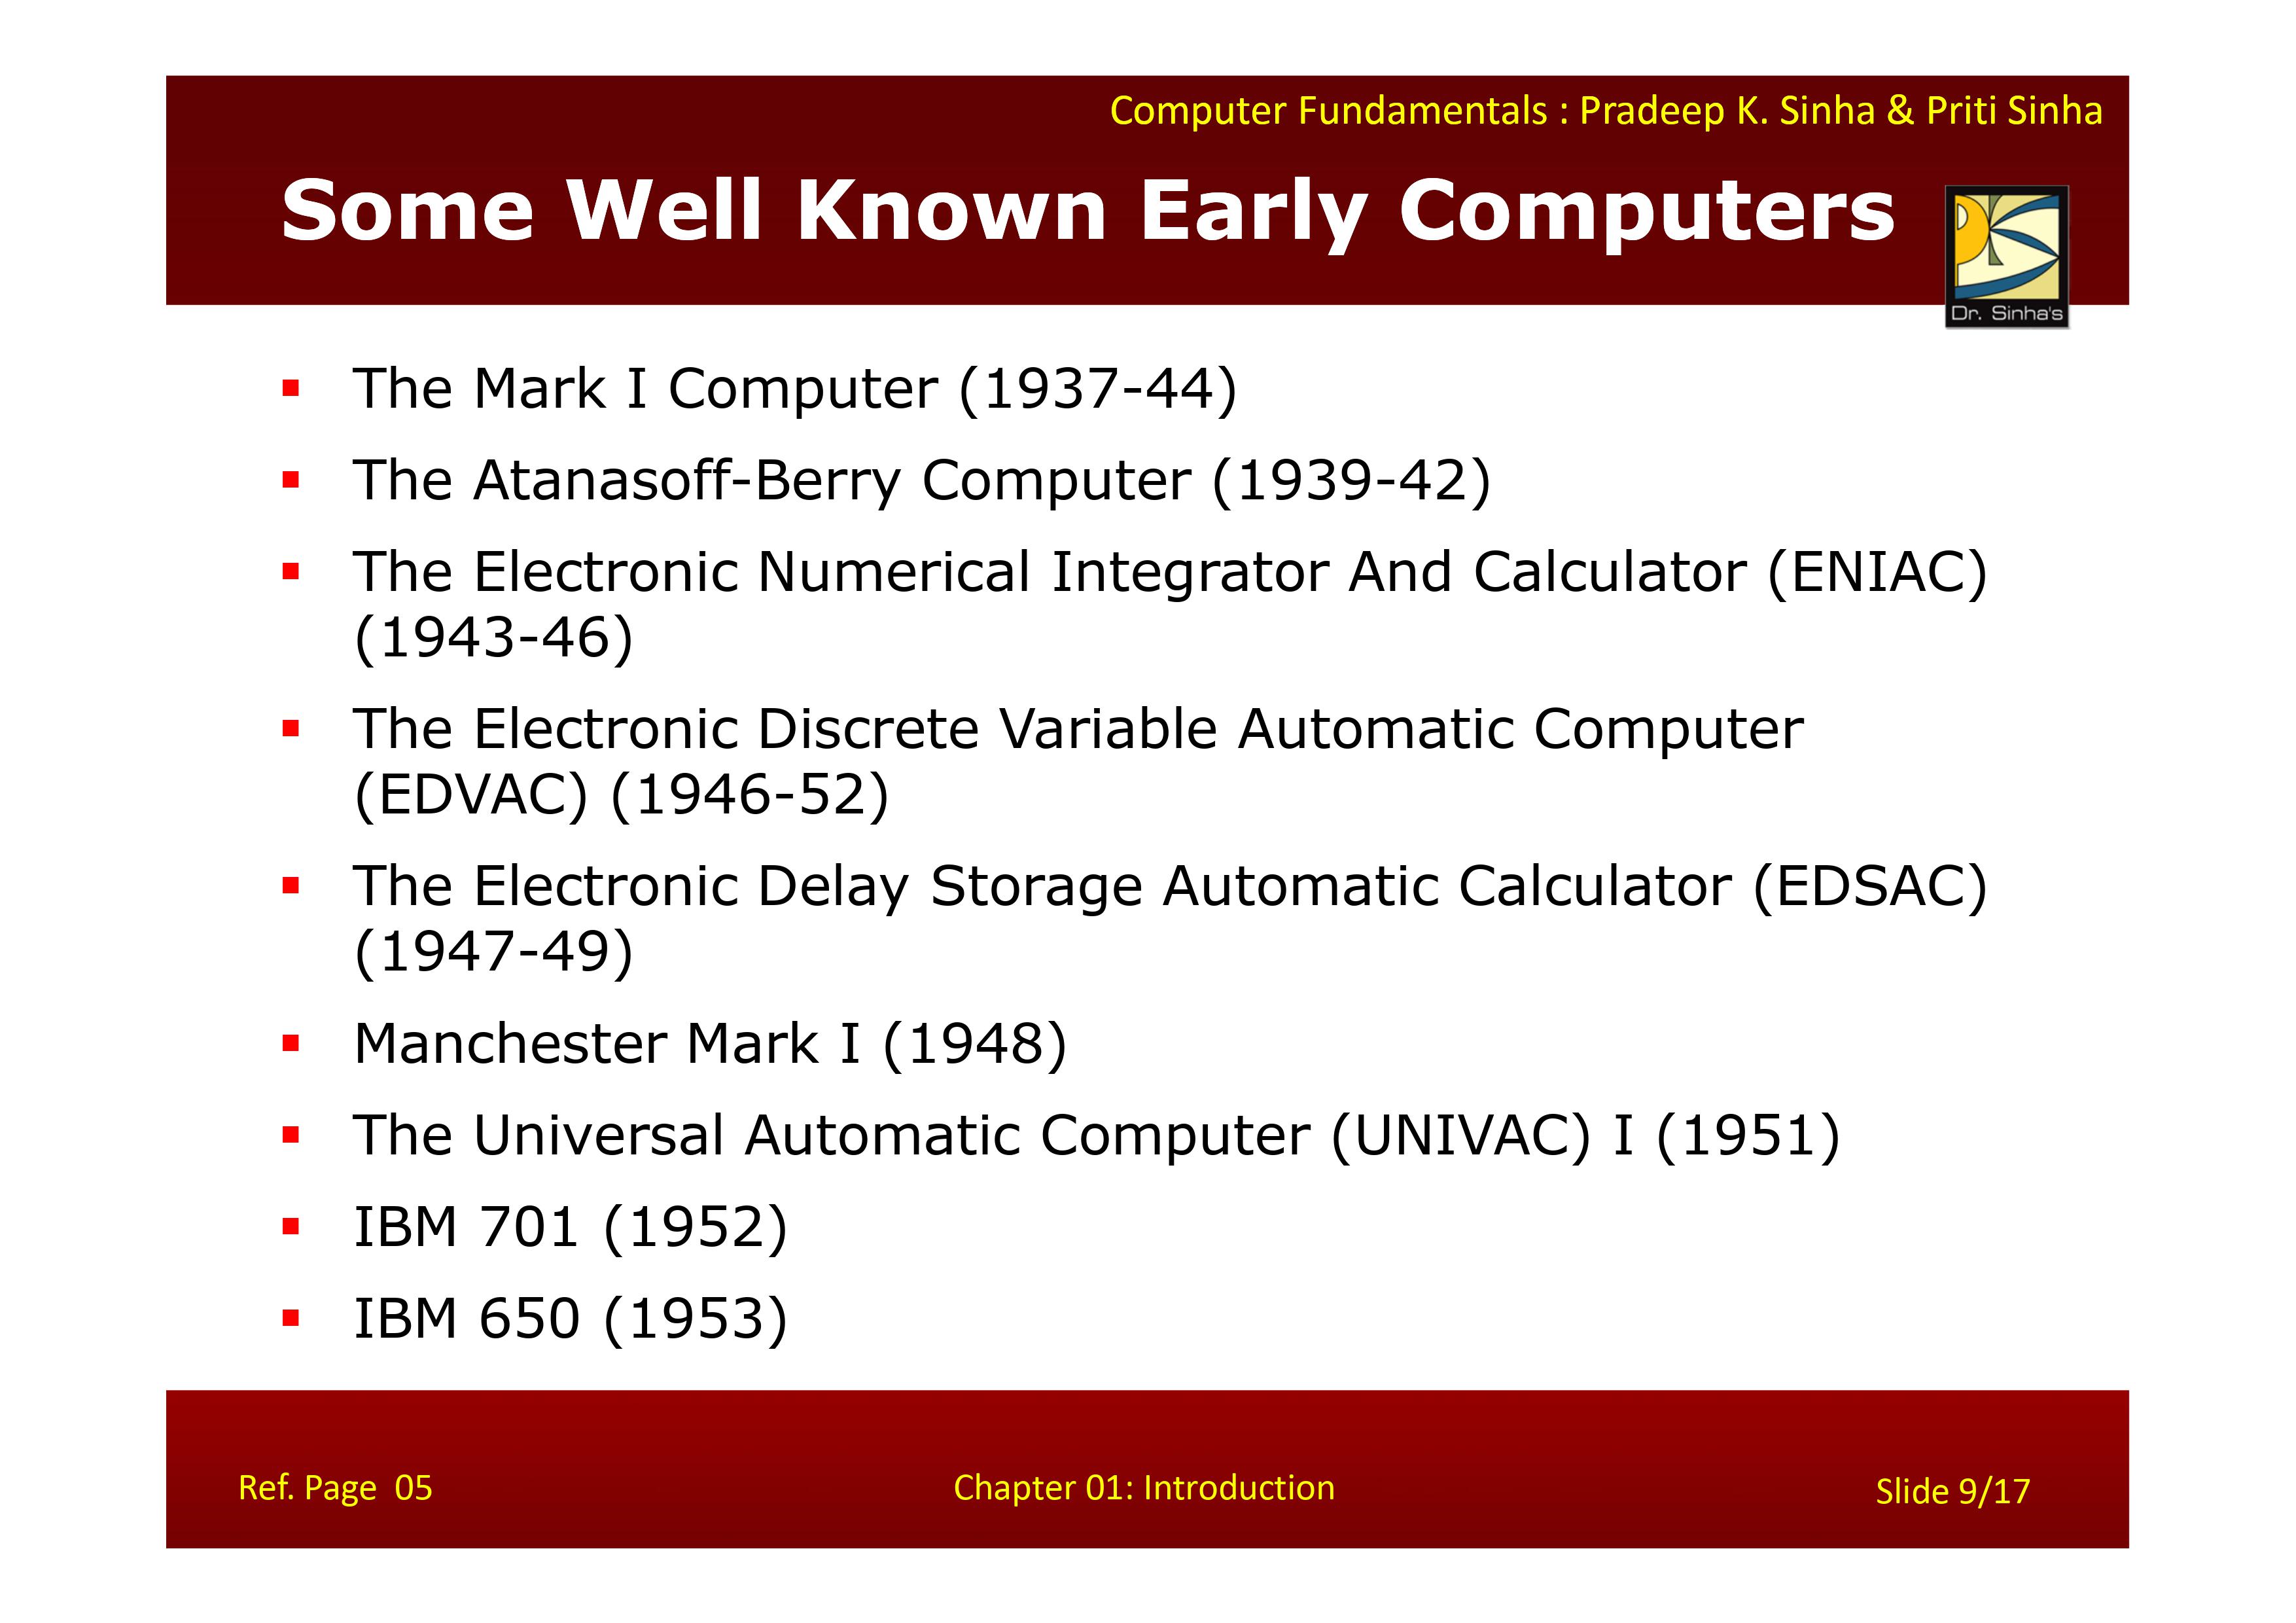 Computer Fundamentals : Pradeep K. Sinha & Priti Sinha
Some Well Known Early Computers
Dr. Sinha's
▪ The Mark I Computer (1937-44)
▪ The Atanasoff-Berry Computer (1939-42)
▪ The Electronic Numerical Integrator And Calculator (ENIAC)
(1943-46)
▪ The Electronic Discrete Variable Automatic Computer
(EDVAC) (1946-52)
▪ The Electronic Delay Storage Automatic Calculator (EDSAC)
(1947-49)
▪ Manchester Mark I (1948)
▪ The Universal Automatic Computer (UNIVAC) I (1951)
▪ IBM 701 (1952)
▪ IBM 650 (1953)
Ref. Page 05
Chapter 01: Introduction
Slide 9/17